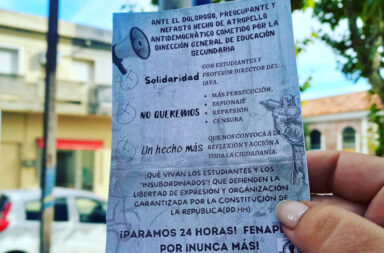 ANTE EL DOLOROSO, PREOCUPANTE Y
NEFASTO HECHO DE ATROPELLO
ANTIDEMOCRÁTICO COMETIDO POR LA
DIRECCIÓN GENERAL DE EDUCACIÓN
SECUNDARIA
Solidaridad
CON ESTUDIANTES Y
PROFESOR DIRECTOR DEL
IAVA.
NO QUEREMOS
• MÁS PERSECUCIÓN,
• ESPIONAJE
• REPRESIÓN
• CENSURA
Un hecho más
QUE NOS CONVOCA A LA
REFLEXIÓN Y ACCIÓN A
TODA LA CIUDADANÍA.
¡QUÉ VIVAN LOS ESTUDIANTES Y LOS
"INSUBORDINADOS"! QUE DEFIENDEN LA
LIBERTAD DE EXPRESIÓN Y ORGANIZACIÓN
GARANTIZADA POR LA CONSTITUCIÓN DE
LA REPÚBLICA(DD.HH)
¡PARAMOS 24 HORAS! FENAP
POR ¡NUNCA MÁS!